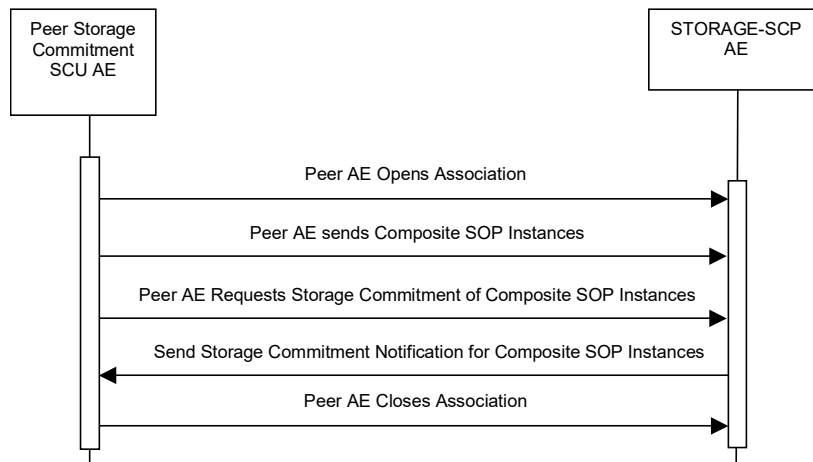 Peer Storage
Commitment
SCU AE
STORAGE-SCP
AE
Peer AE Opens Association
Peer AE sends Composite SOP Instances
Peer AE Requests Storage Commitment of Composite SOP Instances
Send Storage Commitment Notification for Composite SOP Instances
Peer AE Closes Association